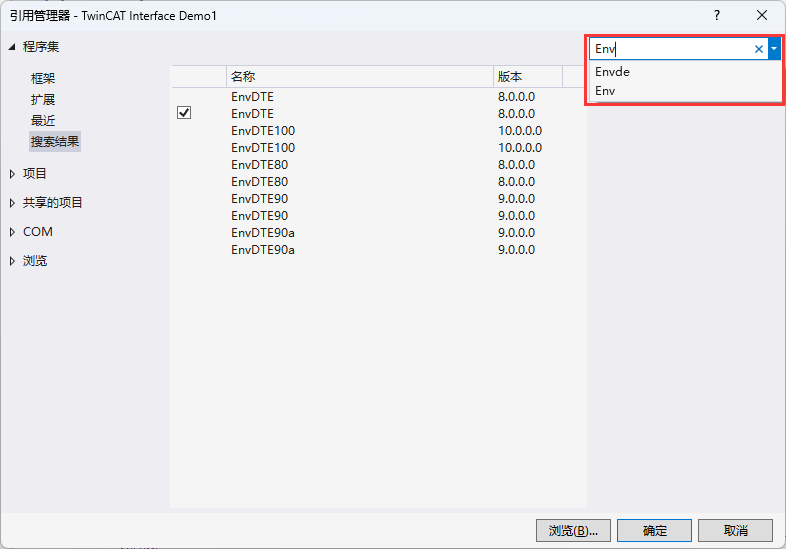 引用管理器 - TwinCAT Interface Demo1
程序集
框架
扩展
最近
搜索结果
项目
共享的项目
COM
浏览
名称 版本
EnvDTE 8.0.0.0
EnvDTE 8.0.0.0
EnvDTE100 10.0.0.0
EnvDTE100 10.0.0.0
EnvDTE80 8.0.0.0
EnvDTE80 8.0.0.0
EnvDTE90 9.0.0.0
EnvDTE90 9.0.0.0
EnvDTE90a 9.0.0.0
EnvDTE90a 9.0.0.0
Env
Envde
Env
浏览(B)... 确定 取消